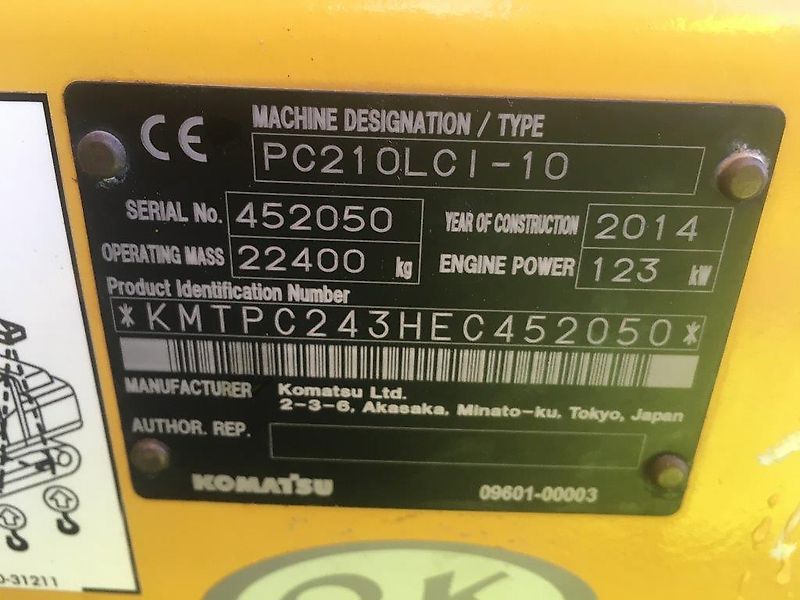 CE
MACHINE DESIGNATION / TYPE
PC210LCI-10
SERIAL No. 452050
YEAR OF CONSTRUCTION 2014
OPERATING MASS 22400 kg
ENGINE POWER 123 kW
Product Identification Number
*KMTPC243HEC452050*
MANUFACTURER Komatsu Ltd.
2-3-6, Akasaka, Minato-ku, Tokyo, Japan
AUTHOR. REP.
KOMATSU
09601-00003
0-31211
OK